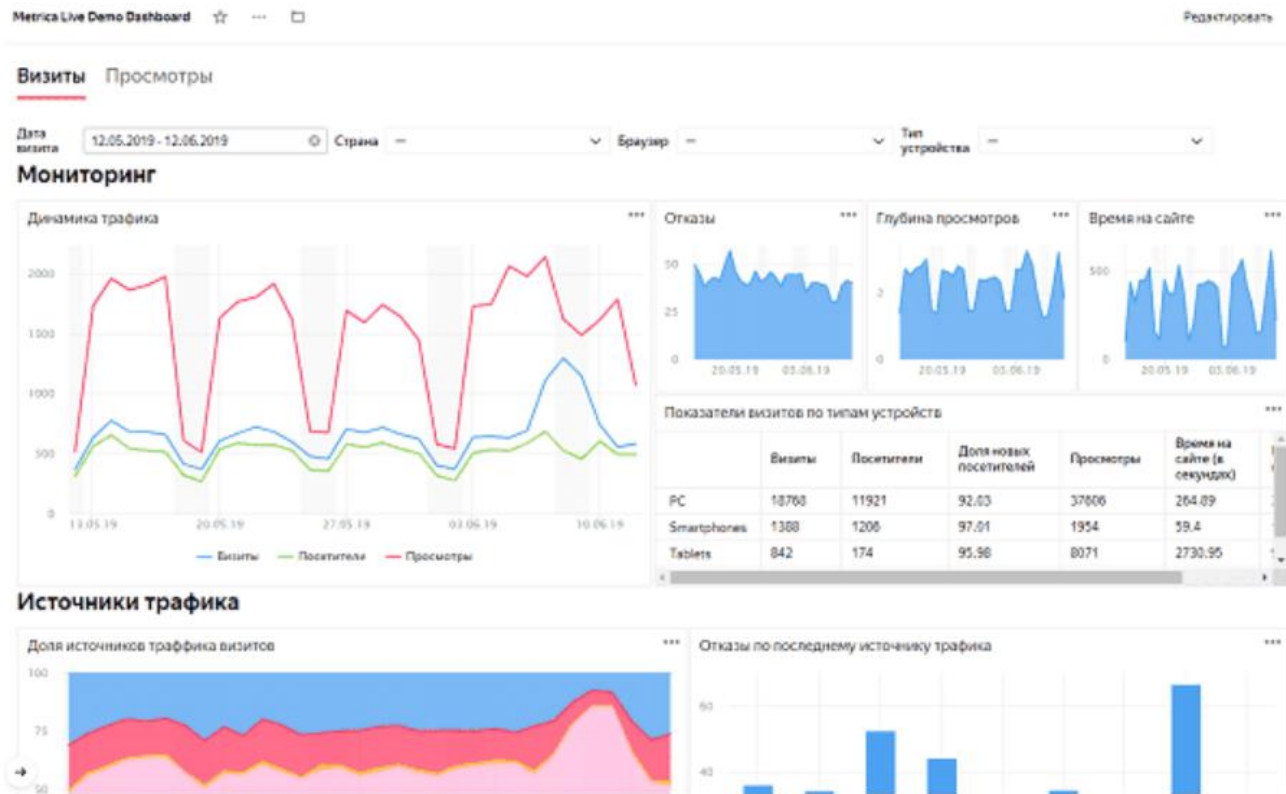 Metrica Live Demo Dashboard
Редактировать
Визиты Просмотры
Дата визита 12.05.2019 - 12.06.2019 Страна — Браузер — Тип устройства —
Мониторинг
Динамика трафика
2000
1500
1000
500
0
13.05.19 20.05.19 27.05.19 03.06.19 10.06.19
Визиты Посетители Просмотры
Отказы
50
25
0
20.05.19 03.06.19
Глубина просмотров
2
0
20.05.19 03.06.19
Время на сайте
500
0
20.05.19 03.06.19
Показатели визитов по типам устройств
Визиты Посетители Доля новых посетителей Просмотры Время на сайте (в секундах)
PC 18768 11921 92.03 37606 264.89
Smartphones 1388 1206 97.01 1954 59.4
Tablets 842 174 95.98 8071 2730.95
Источники трафика
Доля источников траффика визитов
100
75
50
Отказы по последнему источнику трафика
60
40